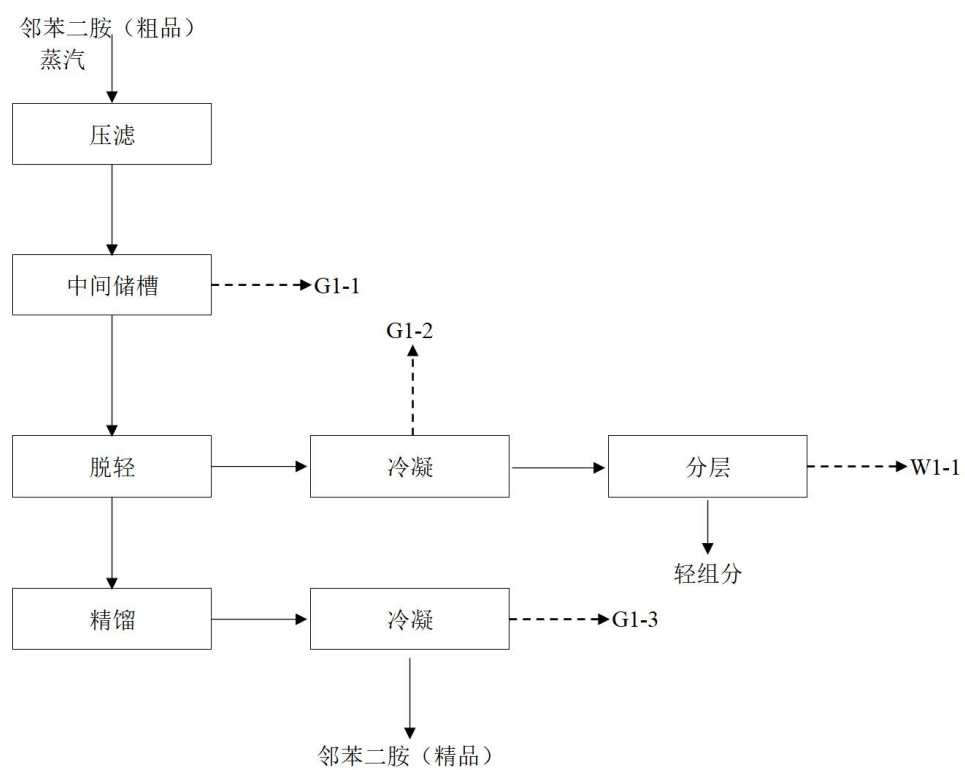 邻苯二胺（粗品）
蒸汽
压滤
中间储槽
G1-1
G1-2
脱轻
冷凝
分层
W1-1
轻组分
精馏
冷凝
G1-3
邻苯二胺（精品）